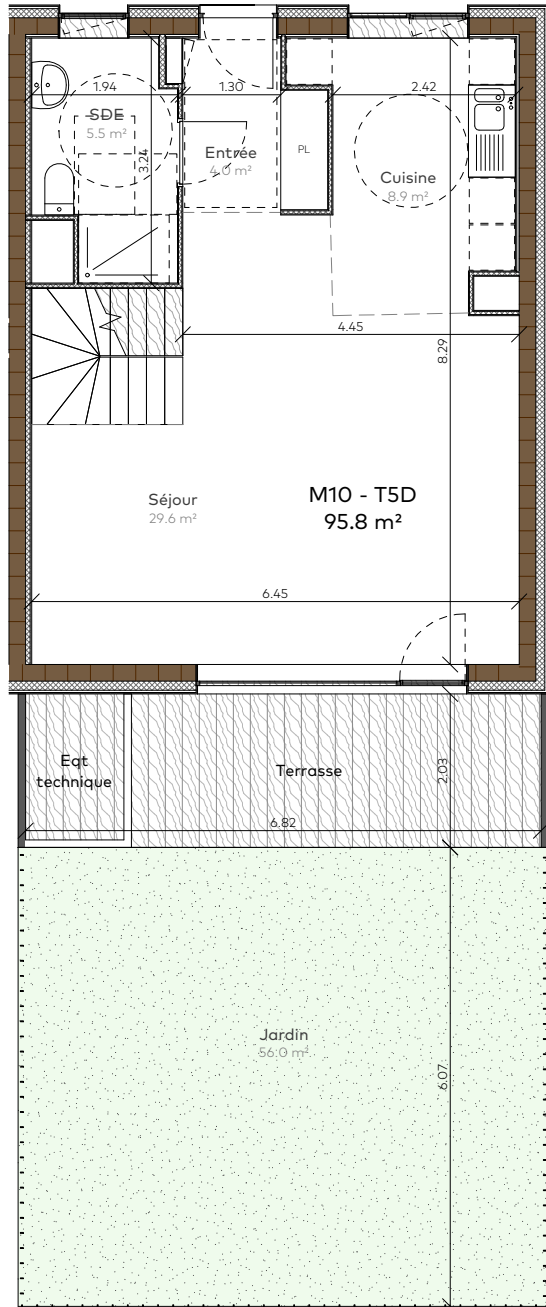 1.94
1.30
2.42
SDE
5.5 m²
3.24
Entrée
4.0 m²
PL
Cuisine
8.9 m²
4.45
8.29
Séjour
29.6 m²
M10 - T5D
95.8 m²
6.45
Eqt
technique
Terrasse
2.03
6.82
Jardin
56.0 m²
6.07